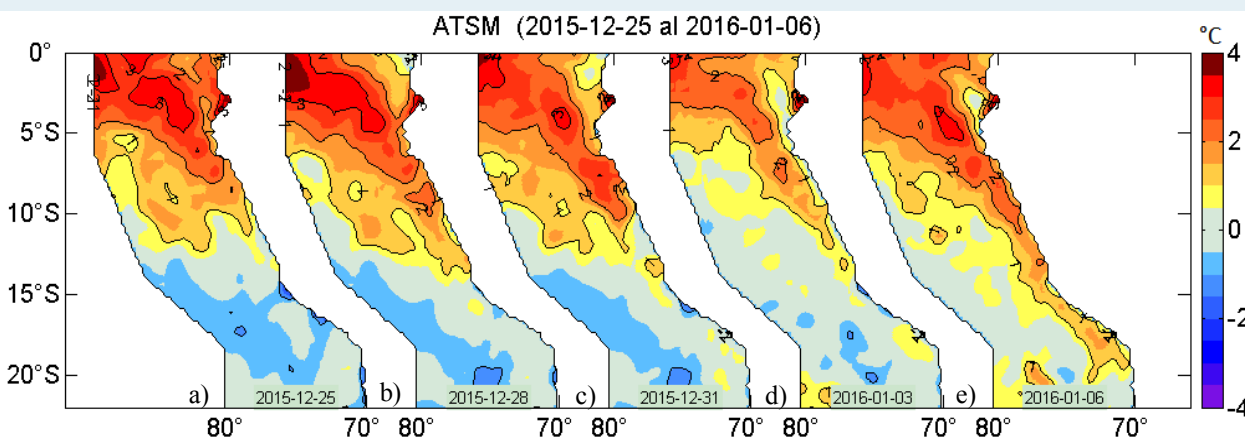 ATSM (2015-12-25 al 2016-01-06)
°C
0°
5°S
10°S
15°S
20°S
a) 2015-12-25 b) 2015-12-28 c) 2015-12-31 d) 2016-01-03 e) 2016-01-06
80° 70° 80° 70° 80° 70° 80° 70° 80° 70°
4
2
0
-2
-4